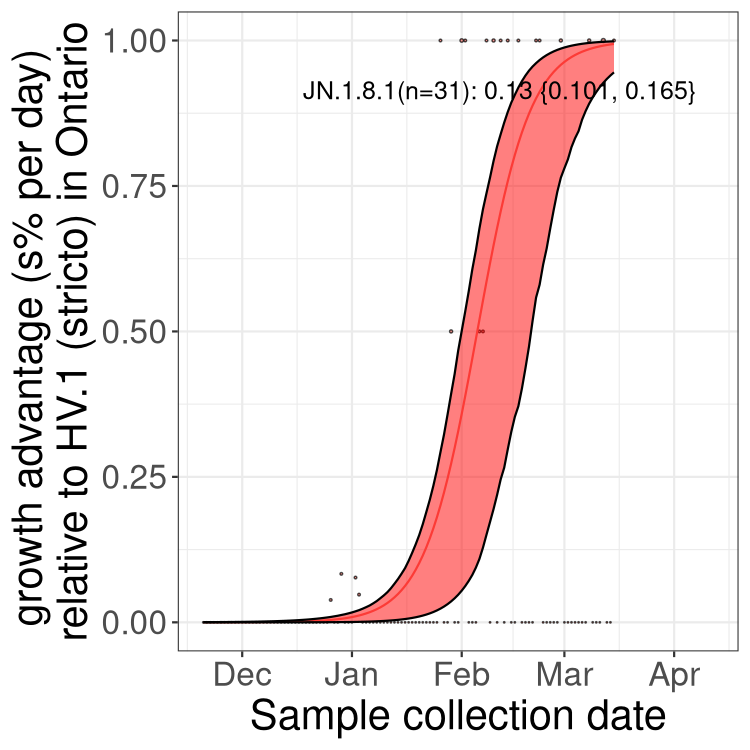 growth advantage (s% per day)
relative to HV.1 (stricto) in Ontario
1.00
JN.1.8.1(n=31): 0.13 {0.101, 0.165}
0.75
0.50
0.25
0.00
Dec Jan Feb Mar Apr
Sample collection date